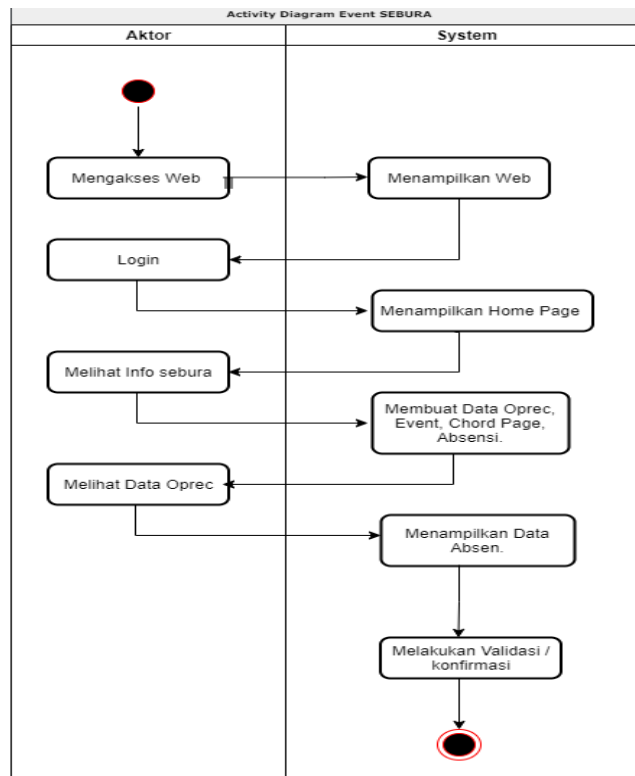 Activity Diagram Event SEBURA
Aktor
System
Mengakses Web
Menampilkan Web
Login
Menampilkan Home Page
Melihat Info sebura
Membuat Data Oprec,
Event, Chord Page,
Absensi.
Melihat Data Oprec
Menampilkan Data
Absen.
Melakukan Validasi /
konfirmasi